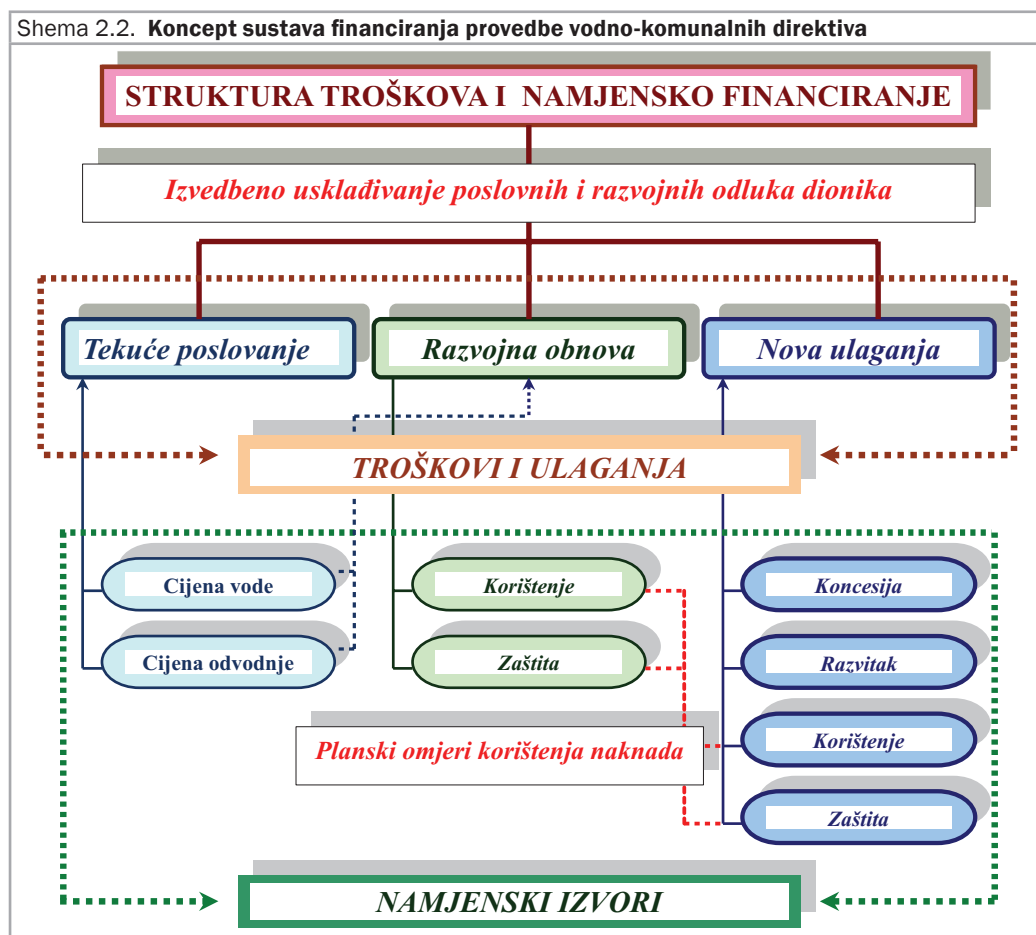 Shema 2.2. Koncept sustava financiranja provedbe vodno-komunalnih direktiva
STRUKTURA TROŠKOVA I NAMJENSKO FINANCIRANJE
Izvedbeno usklađivanje poslovnih i razvojnih odluka dionika
Tekuće poslovanje
Razvojna obnova
Nova ulaganja
TROŠKOVI I ULAGANJA
Cijena vode
Korištenje
Koncesija
Cijena odvodnje
Zaštita
Razvitak
Planski omjeri korištenja naknada
Korištenje
Zaštita
NAMJENSKI IZVORI